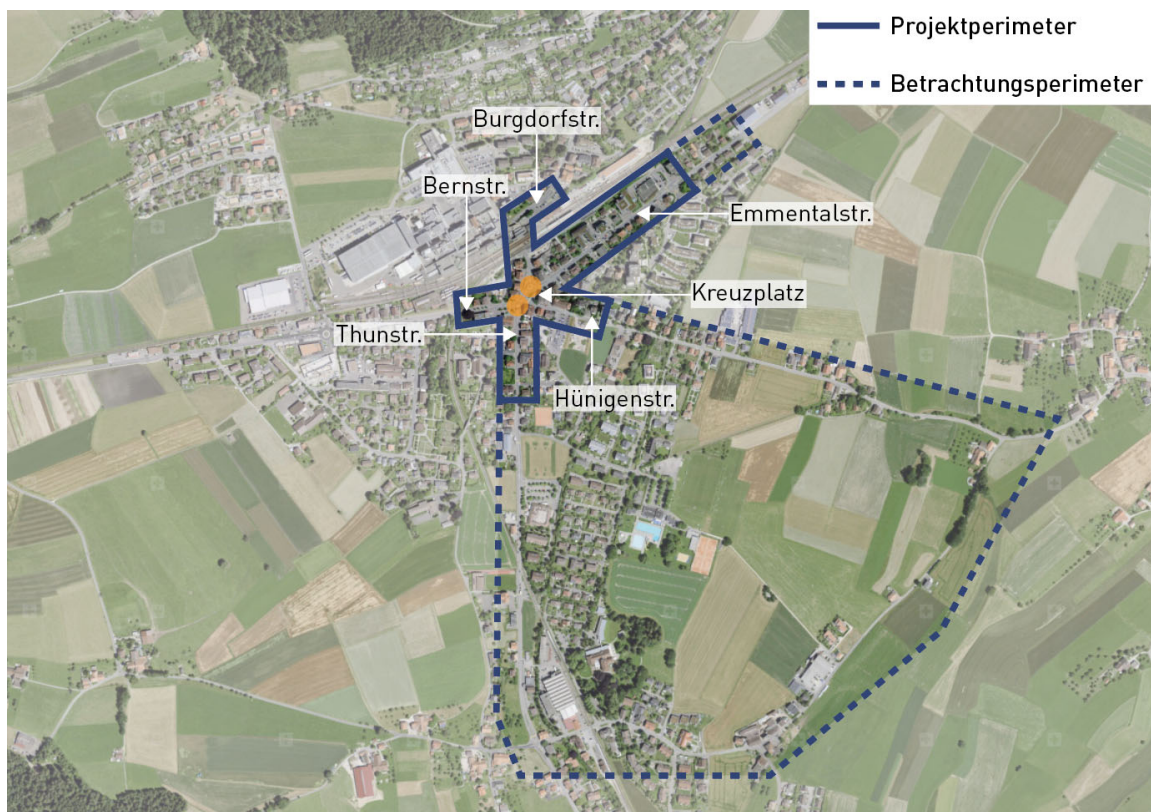 Projektperimeter
Betrachtungsperimeter
Burgdorfstr.
Bernstr.
Emmentalstr.
Kreuzplatz
Thunstr.
Hünigenstr.